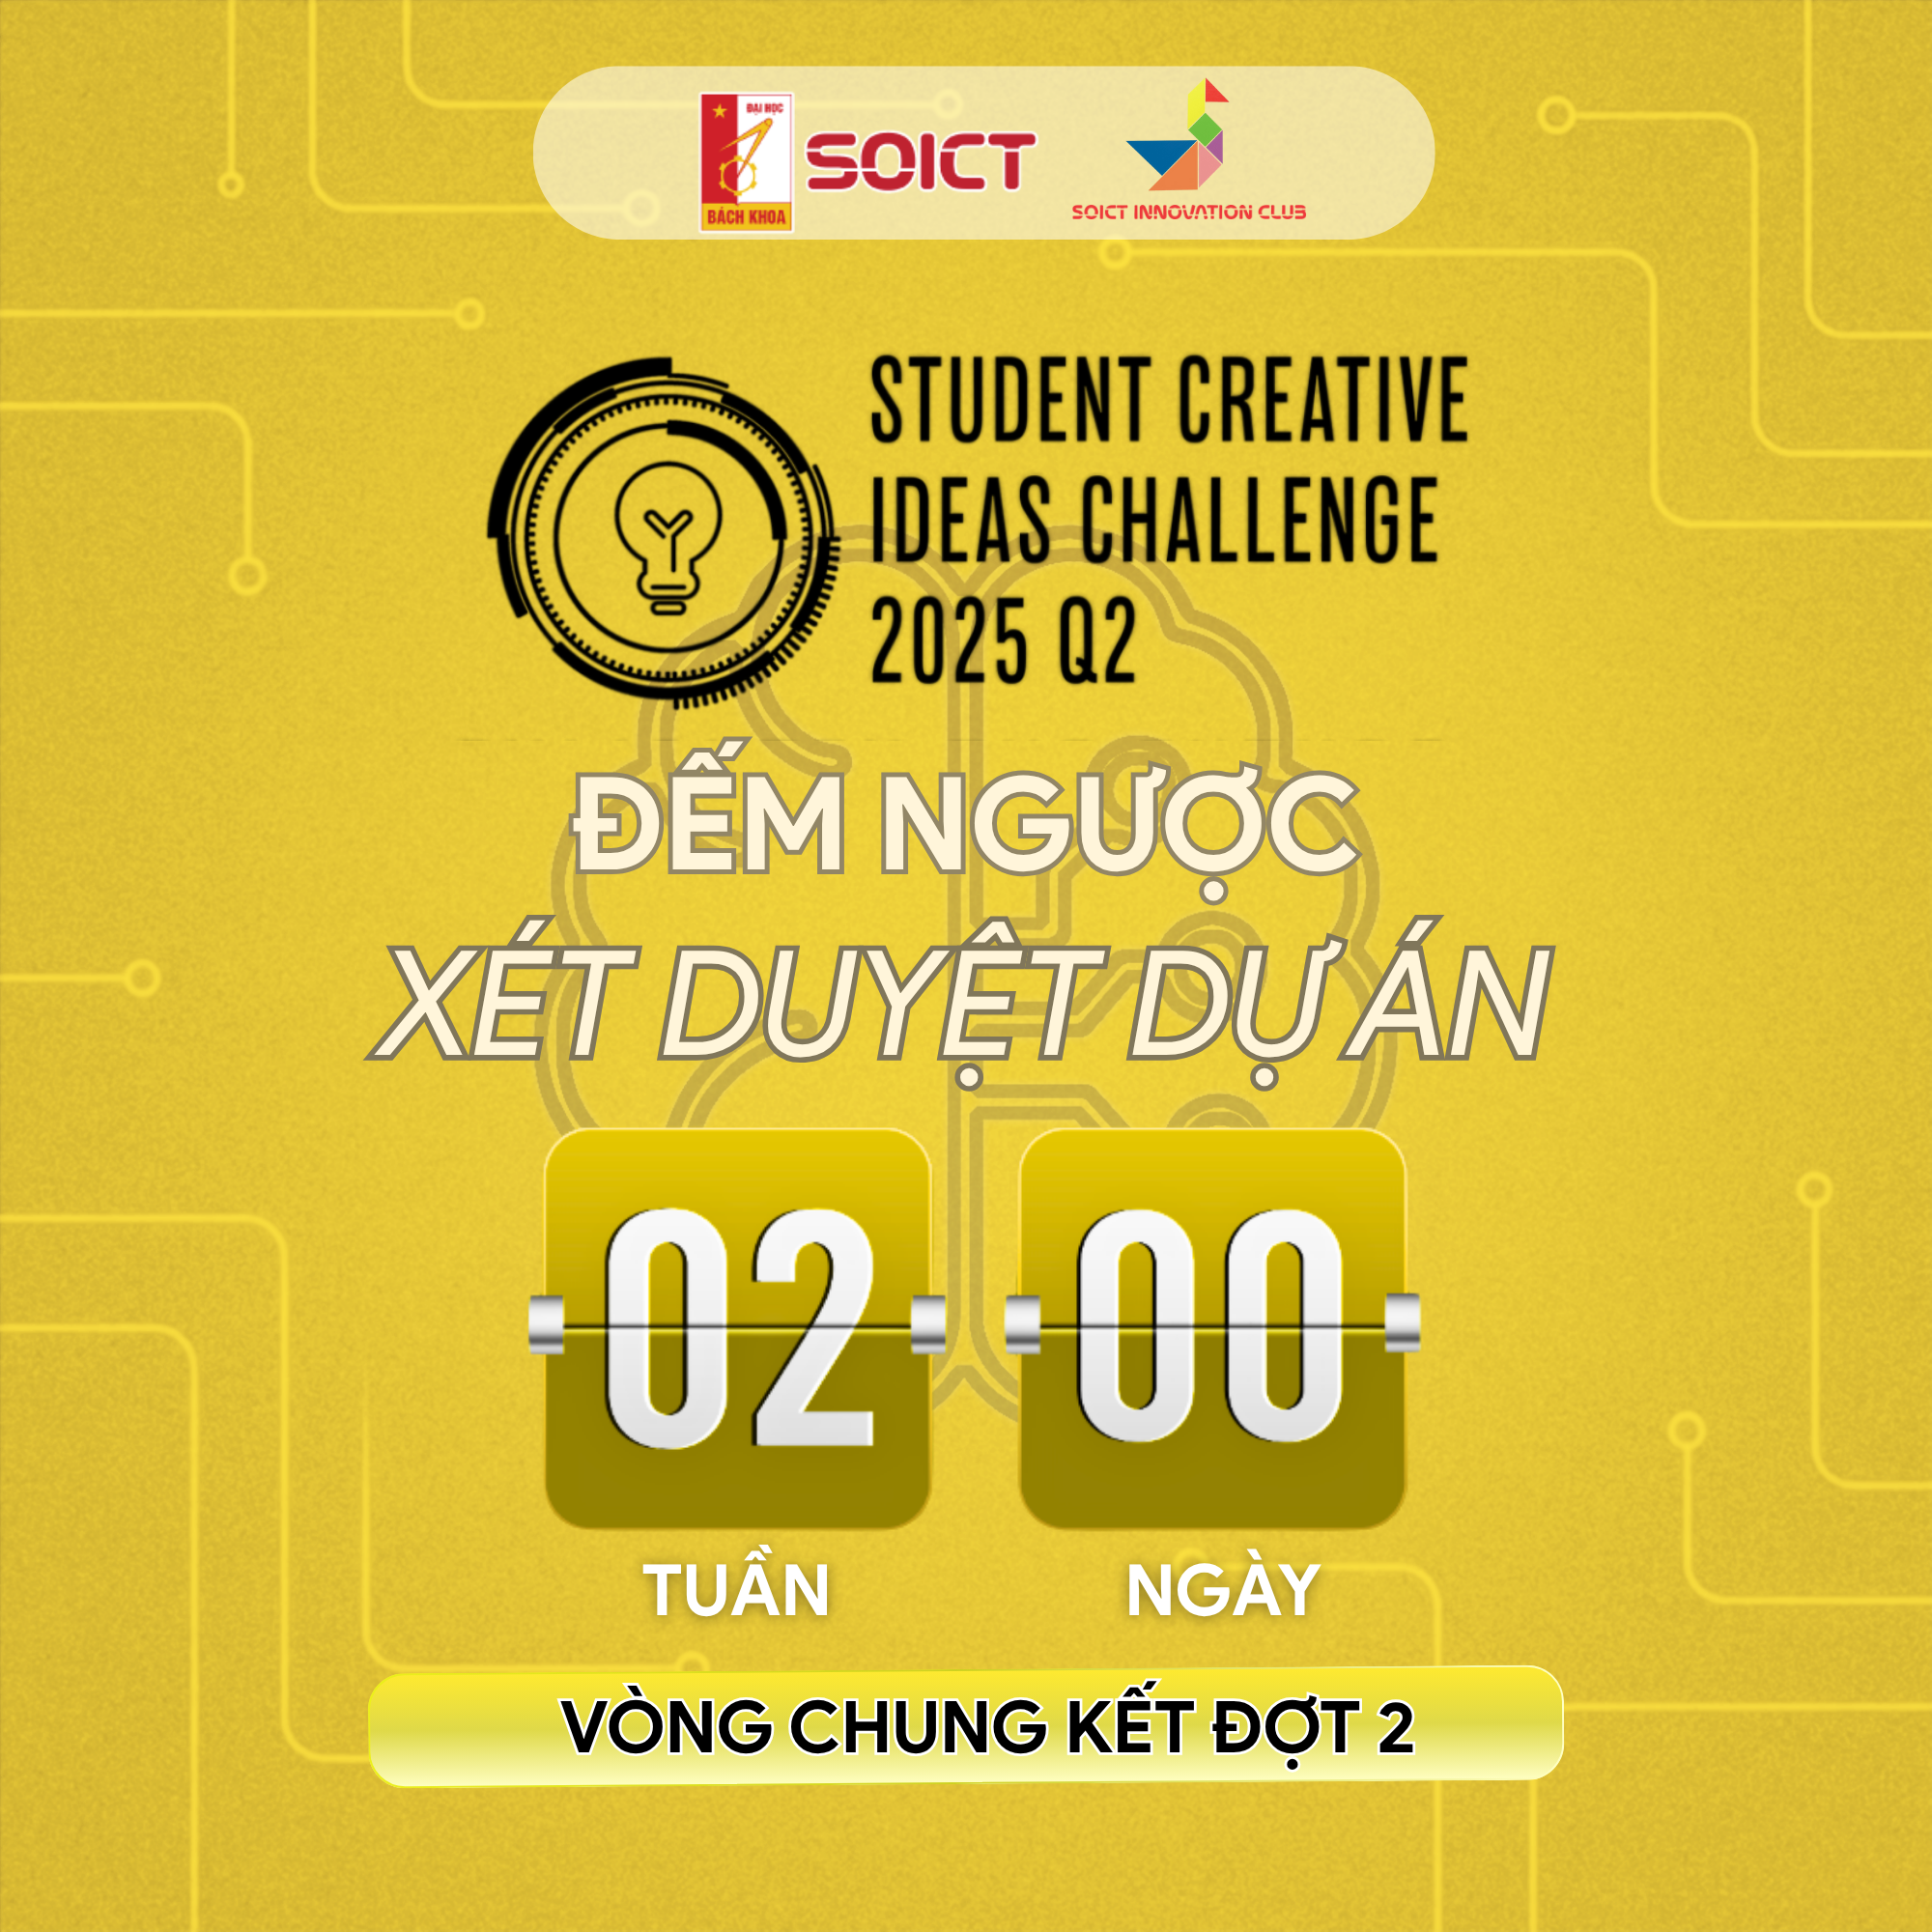 ĐẠI HỌC
BÁCH KHOA
SOICT
SOICT INNOVATION CLUB
STUDENT CREATIVE
IDEAS CHALLENGE
2025 Q2
ĐẾM NGƯỢC
XÉT DUYỆT DỰ ÁN
02 00
TUẦN NGÀY
VÒNG CHUNG KẾT ĐỢT 2